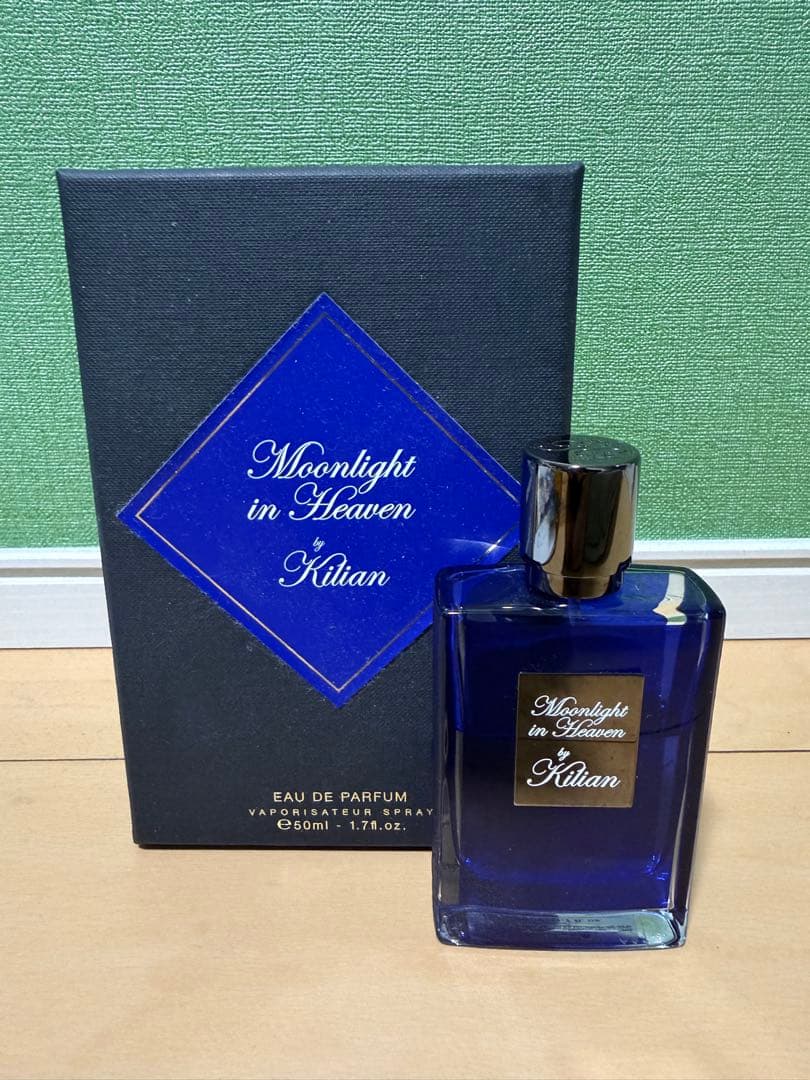 Moonlight
in Heaven
by
Kilian
EAU DE PARFUM
VAPORISATEUR SPRAY
℮50ml - 1.7fl.oz.
Moonlight
in Heaven
by
Kilian